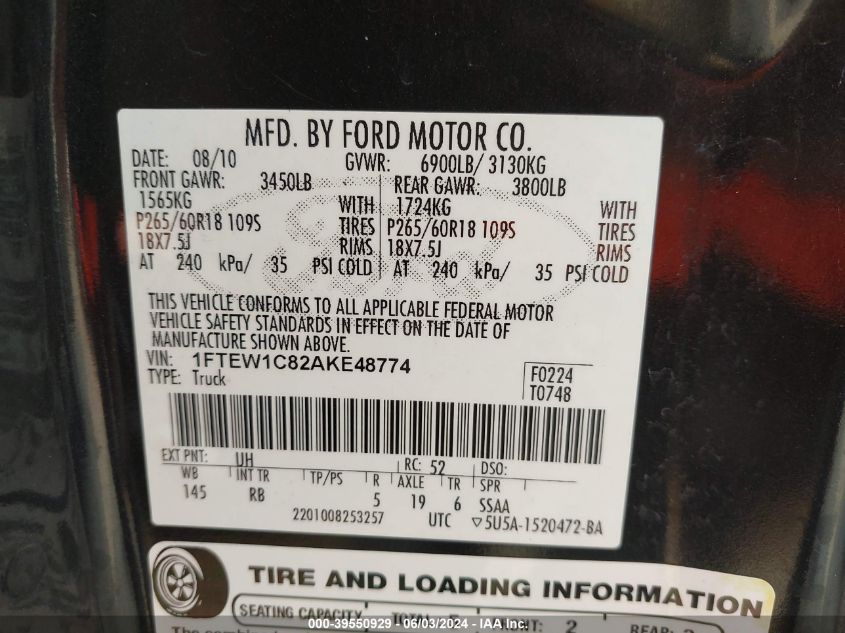 MFD. BY FORD MOTOR CO.
DATE: 08/10 GVWR: 6900LB/ 3130KG
FRONT GAWR: 3450LB REAR GAWR: 3800LB
1565KG WITH 1724KG WITH
P265/60R18 109S TIRES P265/60R18 109S TIRES
18X7.5J RIMS 18X7.5J RIMS
AT 240 kPa/ 35 PSI COLD AT 240 kPa/ 35 PSI COLD
THIS VEHICLE CONFORMS TO ALL APPLICABLE FEDERAL MOTOR
VEHICLE SAFETY STANDARDS IN EFFECT ON THE DATE OF
MANUFACTURE SHOWN ABOVE.
VIN: 1FTEW1C82AKE48774
TYPE: Truck F0224
T0748
EXT PNT: UH RC: 52 DSO:
WB INT TR TP/PS R AXLE TR SPR
145 RB 5 19 6 SSAA
2201008253257 UTC ▽5U5A-1520472-BA
TIRE AND LOADING INFORMATION
SEATING CAPACITY TOTAL 2
000-39550929 - 06/03/2024 - IAA Inc.